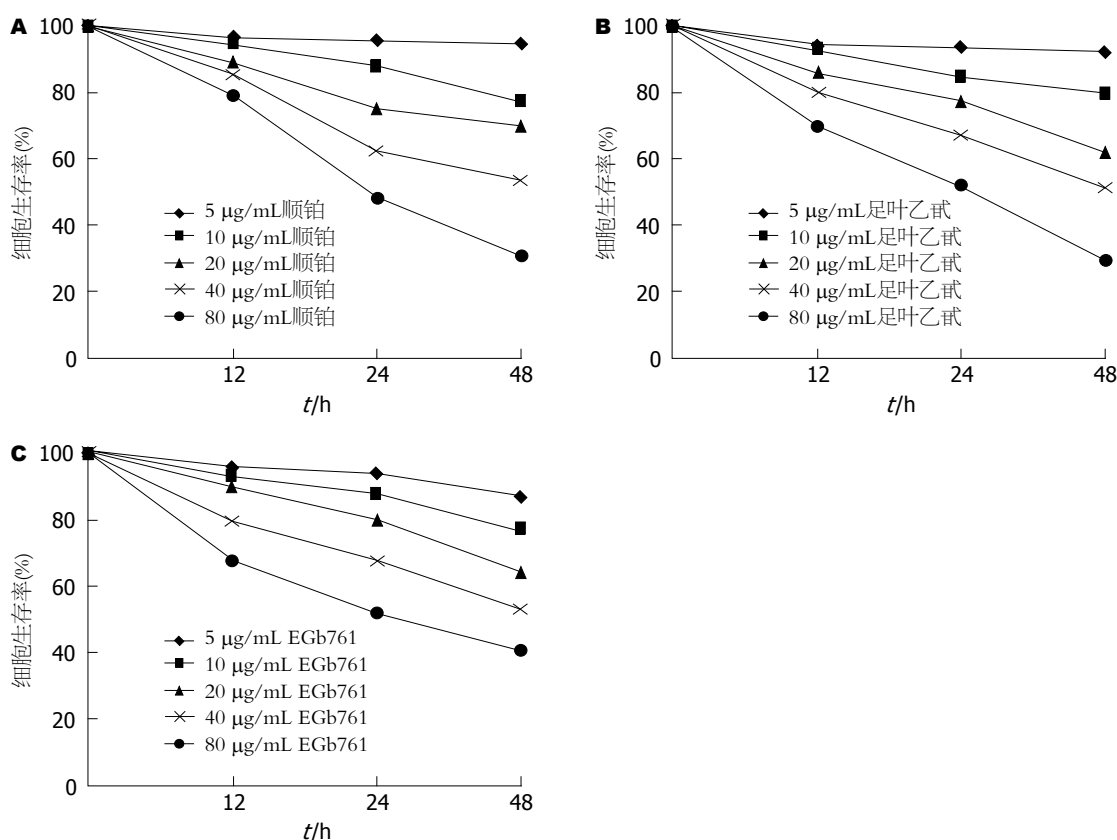 A
细胞生存率(%)
100
80
60
40
20
0
5 μg/mL顺铂
10 μg/mL顺铂
20 μg/mL顺铂
40 μg/mL顺铂
80 μg/mL顺铂
12 24 48
t/h
B
细胞生存率(%)
100
80
60
40
20
0
5 μg/mL足叶乙甙
10 μg/mL足叶乙甙
20 μg/mL足叶乙甙
40 μg/mL足叶乙甙
80 μg/mL足叶乙甙
12 24 48
t/h
C
细胞生存率(%)
100
80
60
40
20
0
5 μg/mL EGb761
10 μg/mL EGb761
20 μg/mL EGb761
40 μg/mL EGb761
80 μg/mL EGb761
12 24 48
t/h